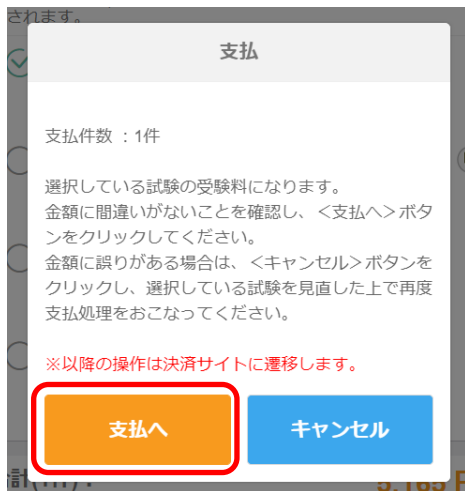 されます。
支払
支払件数 ：1件
選択している試験の受験料になります。
金額に間違いがないことを確認し、＜支払へ＞ボタ
ンをクリックしてください。
金額に誤りがある場合は、＜キャンセル＞ボタンを
クリックし、選択している試験を見直した上で再度
支払処理をおこなってください。
※以降の操作は決済サイトに遷移します。
支払へ
キャンセル